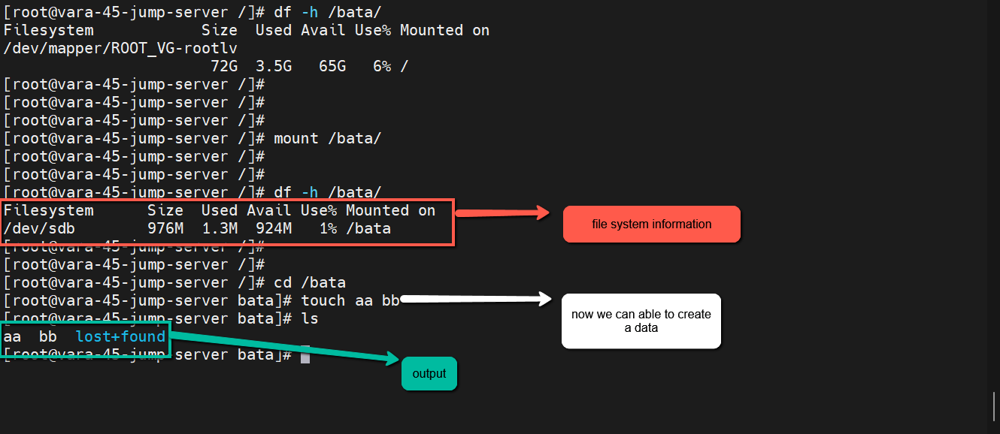 [root@vara-45-jump-server /]# df -h /bata/
Filesystem            Size  Used Avail Use% Mounted on
/dev/mapper/ROOT_VG-rootlv
                       72G  3.5G   65G   6% /
[root@vara-45-jump-server /]#
[root@vara-45-jump-server /]#
[root@vara-45-jump-server /]#
[root@vara-45-jump-server /]# mount /bata/
[root@vara-45-jump-server /]#
[root@vara-45-jump-server /]#
[root@vara-45-jump-server /]# df -h /bata/
Filesystem      Size  Used Avail Use% Mounted on
/dev/sdb        976M  1.3M  924M   1% /bata
file system information
[root@vara-45-jump-server /]#
[root@vara-45-jump-server /]#
[root@vara-45-jump-server /]# cd /bata
[root@vara-45-jump-server bata]# touch aa bb
now we can able to create
a data
[root@vara-45-jump-server bata]# ls
aa  bb  lost+found
[root@vara-45-jump-server bata]#
output